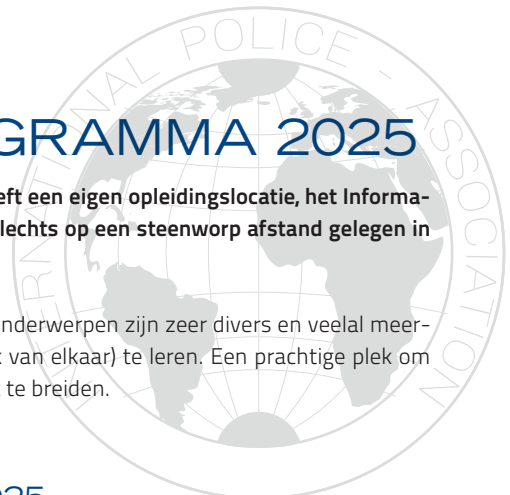 INTERNATIONAL POLICE - ASSOCIATION
GRAMMA 2025
eft een eigen opleidingslocatie, het Informa-
lechts op een steenworp afstand gelegen in
nderwerpen zijn zeer divers en veelal meer-
van elkaar) te leren. Een prachtige plek om
te breiden.
025